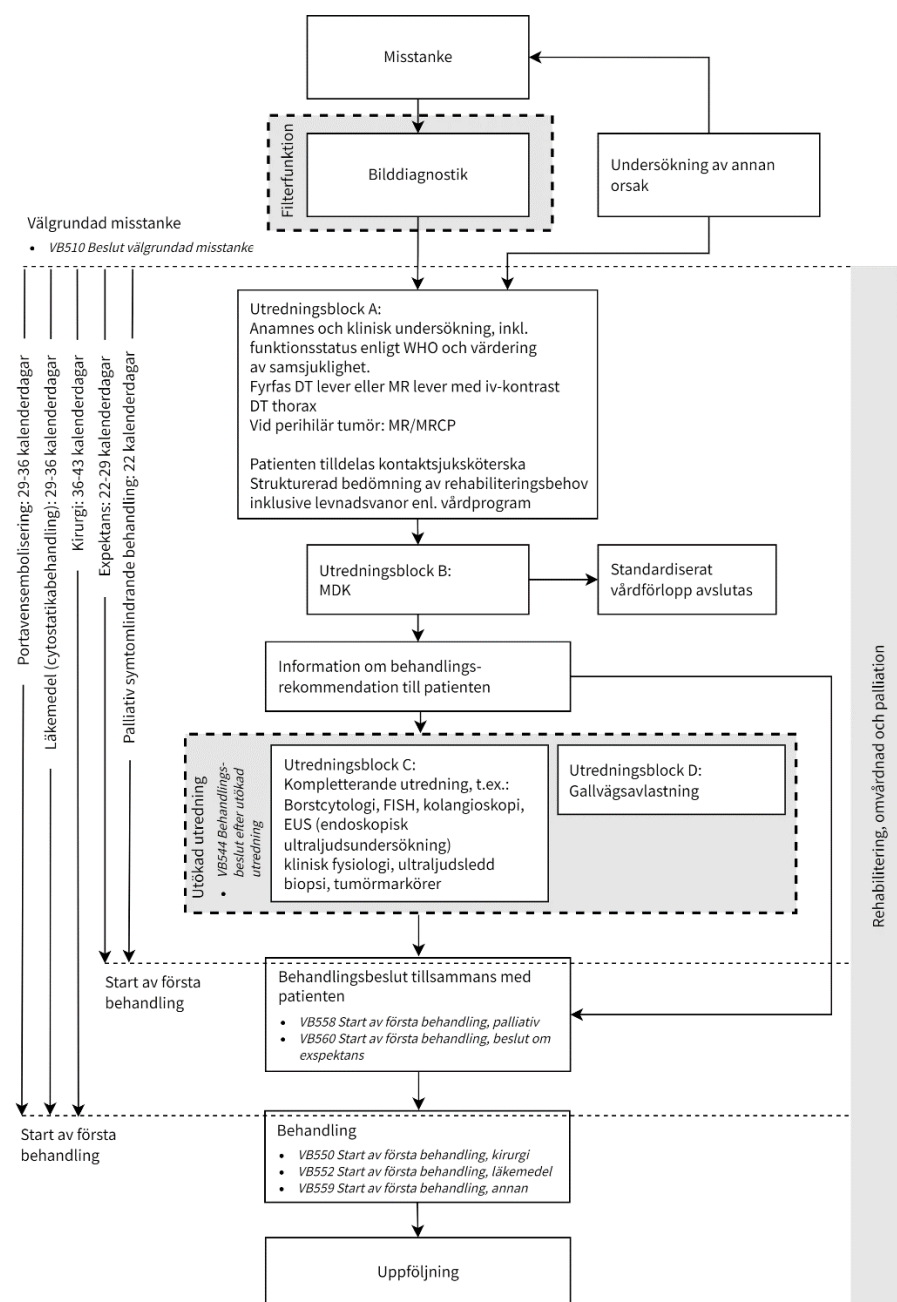 Misstanke
Filterfunktion
Bilddiagnostik
Undersökning av annan
orsak
Välgrundad misstanke
• VB510 Beslut välgrundad misstanke
Portavensembolisering: 29-36 kalenderdagar
Läkemedel (cytostatikabehandling): 29-36 kalenderdagar
Kirurgi: 36-43 kalenderdagar
Expektans: 22-29 kalenderdagar
Palliativ symtomlindrande behandling: 22 kalenderdagar
Utredningsblock A:
Anamnes och klinisk undersökning, inkl.
funktionsstatus enligt WHO och värdering
av samsjuklighet.
Fyrfas DT lever eller MR lever med iv-kontrast
DT thorax
Vid perihilär tumör: MR/MRCP
Patienten tilldelas kontaktsjuksköterska
Strukturerad bedömning av rehabiliteringsbehov
inklusive levnadsvanor enl. vårdprogram
Utredningsblock B:
MDK
Standardiserat
vårdförlopp avslutas
Information om behandlings-
rekommendation till patienten
Rehabilitering, omvårdnad och palliation
Utökad utredning
• VB544 Behandlings-
beslut efter utökad
utredning
Utredningsblock C:
Kompletterande utredning, t.ex.:
Borstcytologi, FISH, kolangioskopi,
EUS (endoskopisk
ultraljudsundersökning)
klinisk fysiologi, ultraljudsledd
biopsi, tumörmarkörer
Utredningsblock D:
Gallvägsavlastning
Start av första
behandling
Behandlingsbeslut tillsammans med
patienten
• VB558 Start av första behandling, palliativ
• VB560 Start av första behandling, beslut om
exspektans
Start av första
behandling
Behandling
• VB550 Start av första behandling, kirurgi
• VB552 Start av första behandling, läkemedel
• VB559 Start av första behandling, annan
Uppföljning